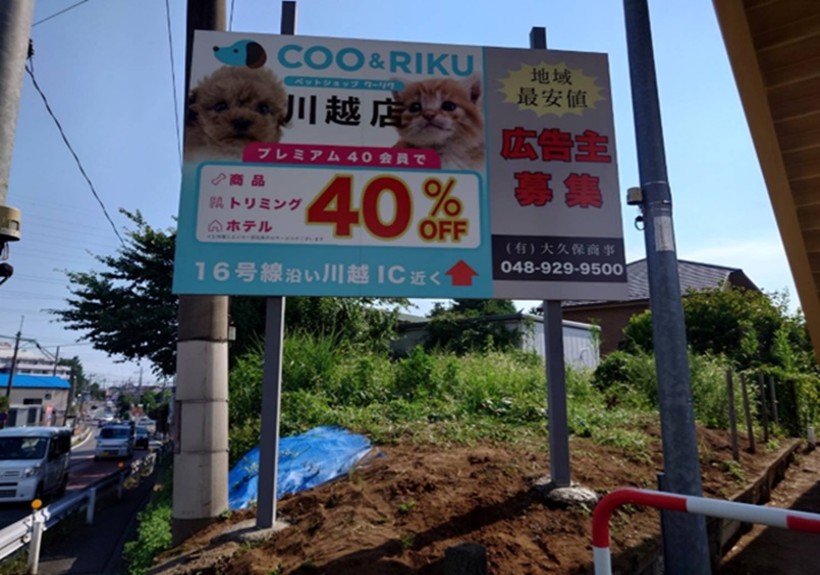 COO&RIKU
ペットショップ クーリク
川越店
プレミアム40会員で
商品
トリミング
ホテル
40%OFF
16号線沿い川越IC近く
地域
最安値
広告主
募集
(有)大久保商事
048-929-9500